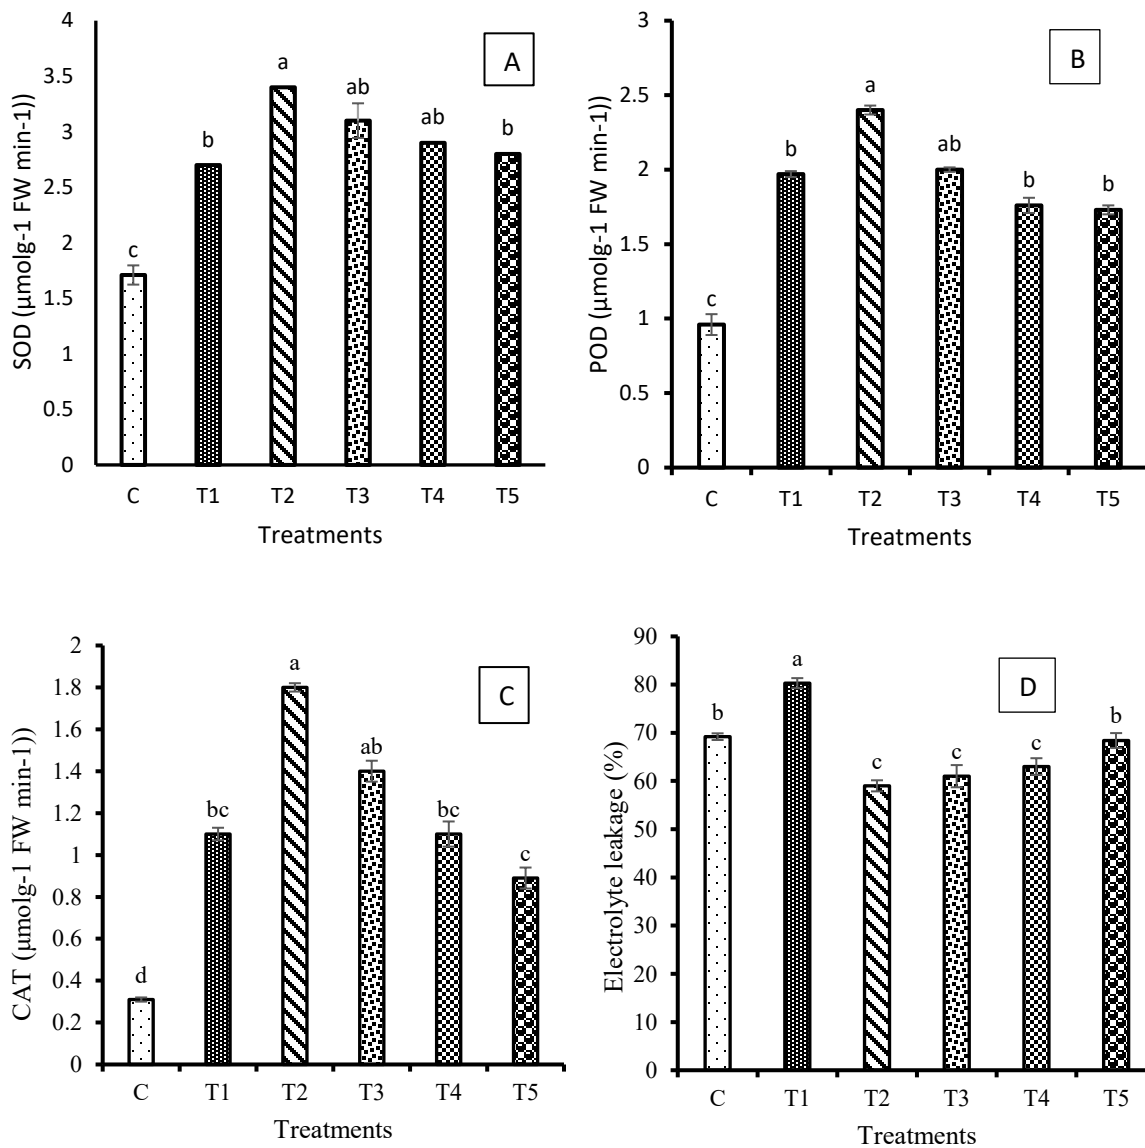 A
SOD (μmolg-1 FW min-1))
4
3.5
3
2.5
2
1.5
1
0.5
0
c
b
a
ab
ab
b
C T1 T2 T3 T4 T5
Treatments
B
POD (μmolg-1 FW min-1))
3
2.5
2
1.5
1
0.5
0
c
b
a
ab
b
b
C T1 T2 T3 T4 T5
Treatments
C
CAT (μmolg-1 FW min-1))
2
1.8
1.6
1.4
1.2
1
0.8
0.6
0.4
0.2
0
d
bc
a
ab
bc
c
C T1 T2 T3 T4 T5
Treatments
D
Electrolyte leakage (%)
90
80
70
60
50
40
30
20
10
0
b
a
c
c
c
b
C T1 T2 T3 T4 T5
Treatments